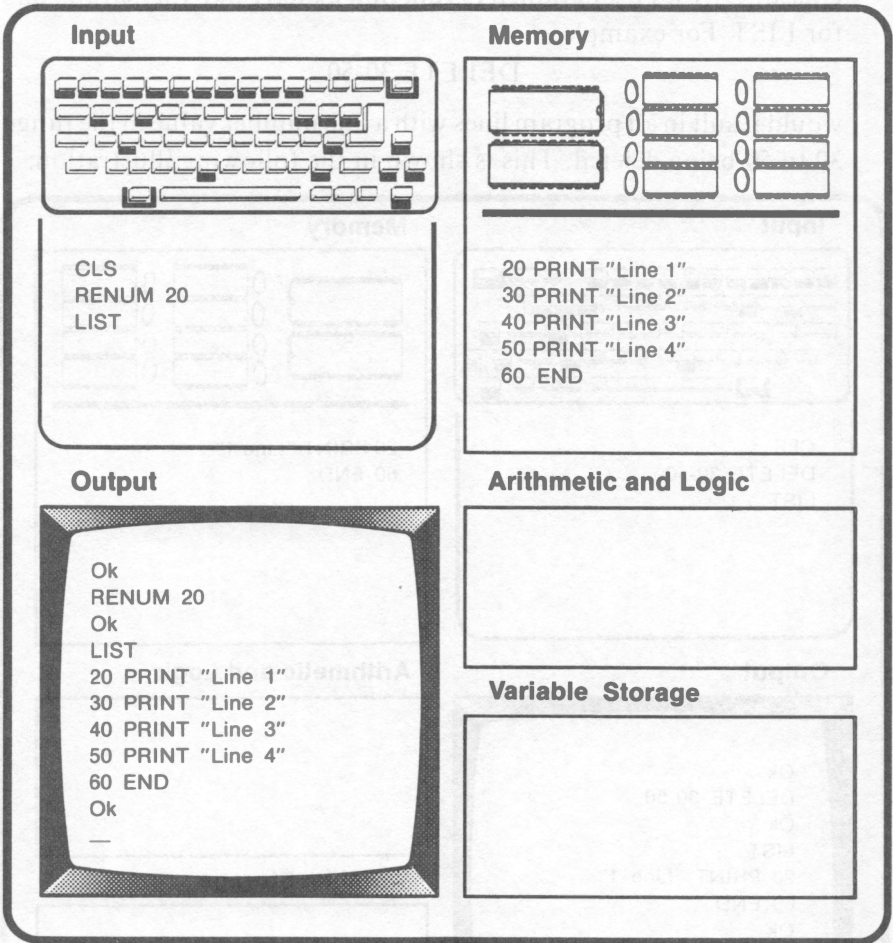 Input
CLS
RENUM 20
LIST
Memory
20 PRINT "Line 1"
30 PRINT "Line 2"
40 PRINT "Line 3"
50 PRINT "Line 4"
60 END
Output
Ok
RENUM 20
Ok
LIST
20 PRINT "Line 1"
30 PRINT "Line 2"
40 PRINT "Line 3"
50 PRINT "Line 4"
60 END
Ok
Arithmetic and Logic
Variable Storage